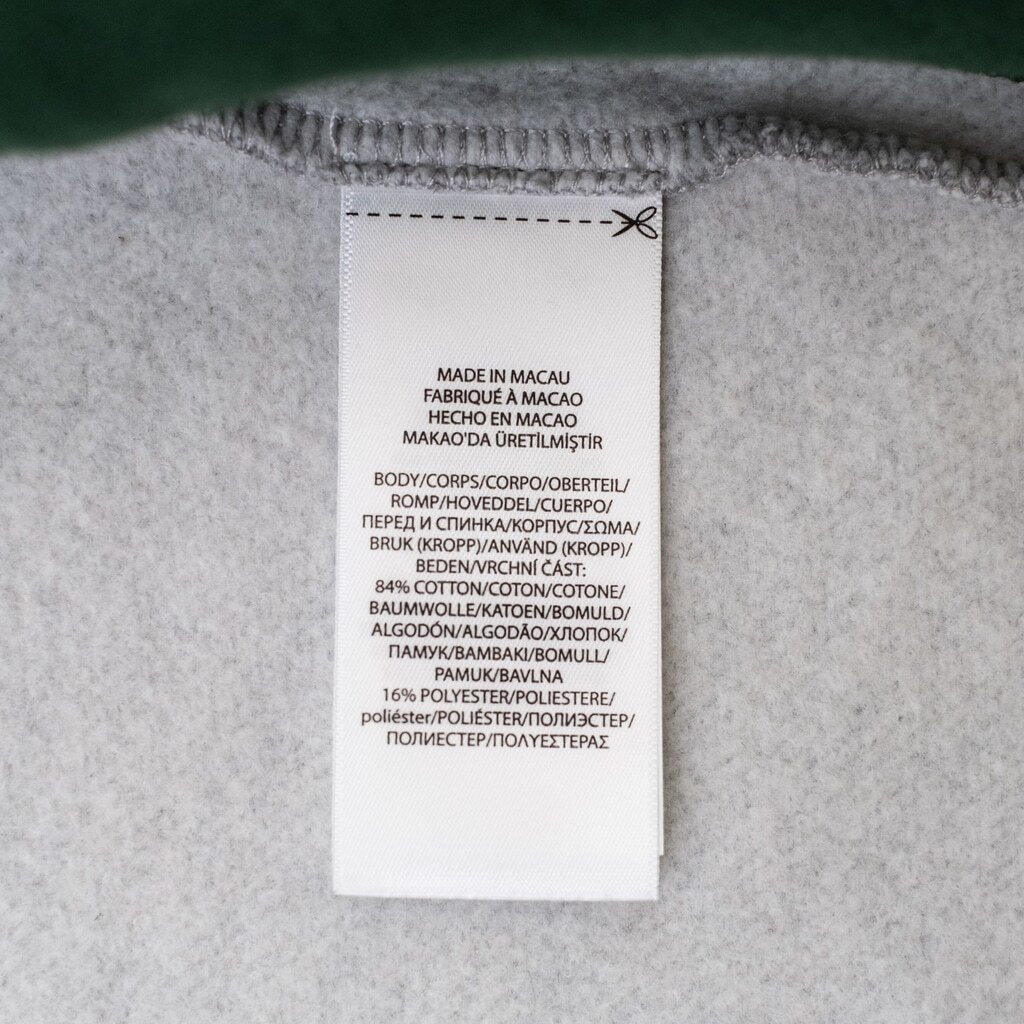 MADE IN MACAU
FABRIQUÉ À MACAO
HECHO EN MACAO
MAKAO'DA ÜRETİLMİŞTİR
BODY/CORPS/CORPO/OBERTEIL/
ROMP/HOVEDDEL/CUERPO/
ПЕРЕД И СПИНКА/КОРПУС/ΣΩΜΑ/
BRUK (KROPP)/ANVÄND (KROPP)/
BEDEN/VRCHNÍ ČÁST:
84% COTTON/COTON/COTONE/
BAUMWOLLE/KATOEN/BOMULD/
ALGODÓN/ALGODÃO/ХЛОПОК/
ПАМУК/BAMBAKI/BOMULL/
PAMUK/BAVLNA
16% POLYESTER/POLIESTERE/
poliéster/POLIÉSTER/ПОЛИЭСТЕР/
ПОЛИЕСТЕР/ΠΟΛΥΕΣΤΕΡΑΣ